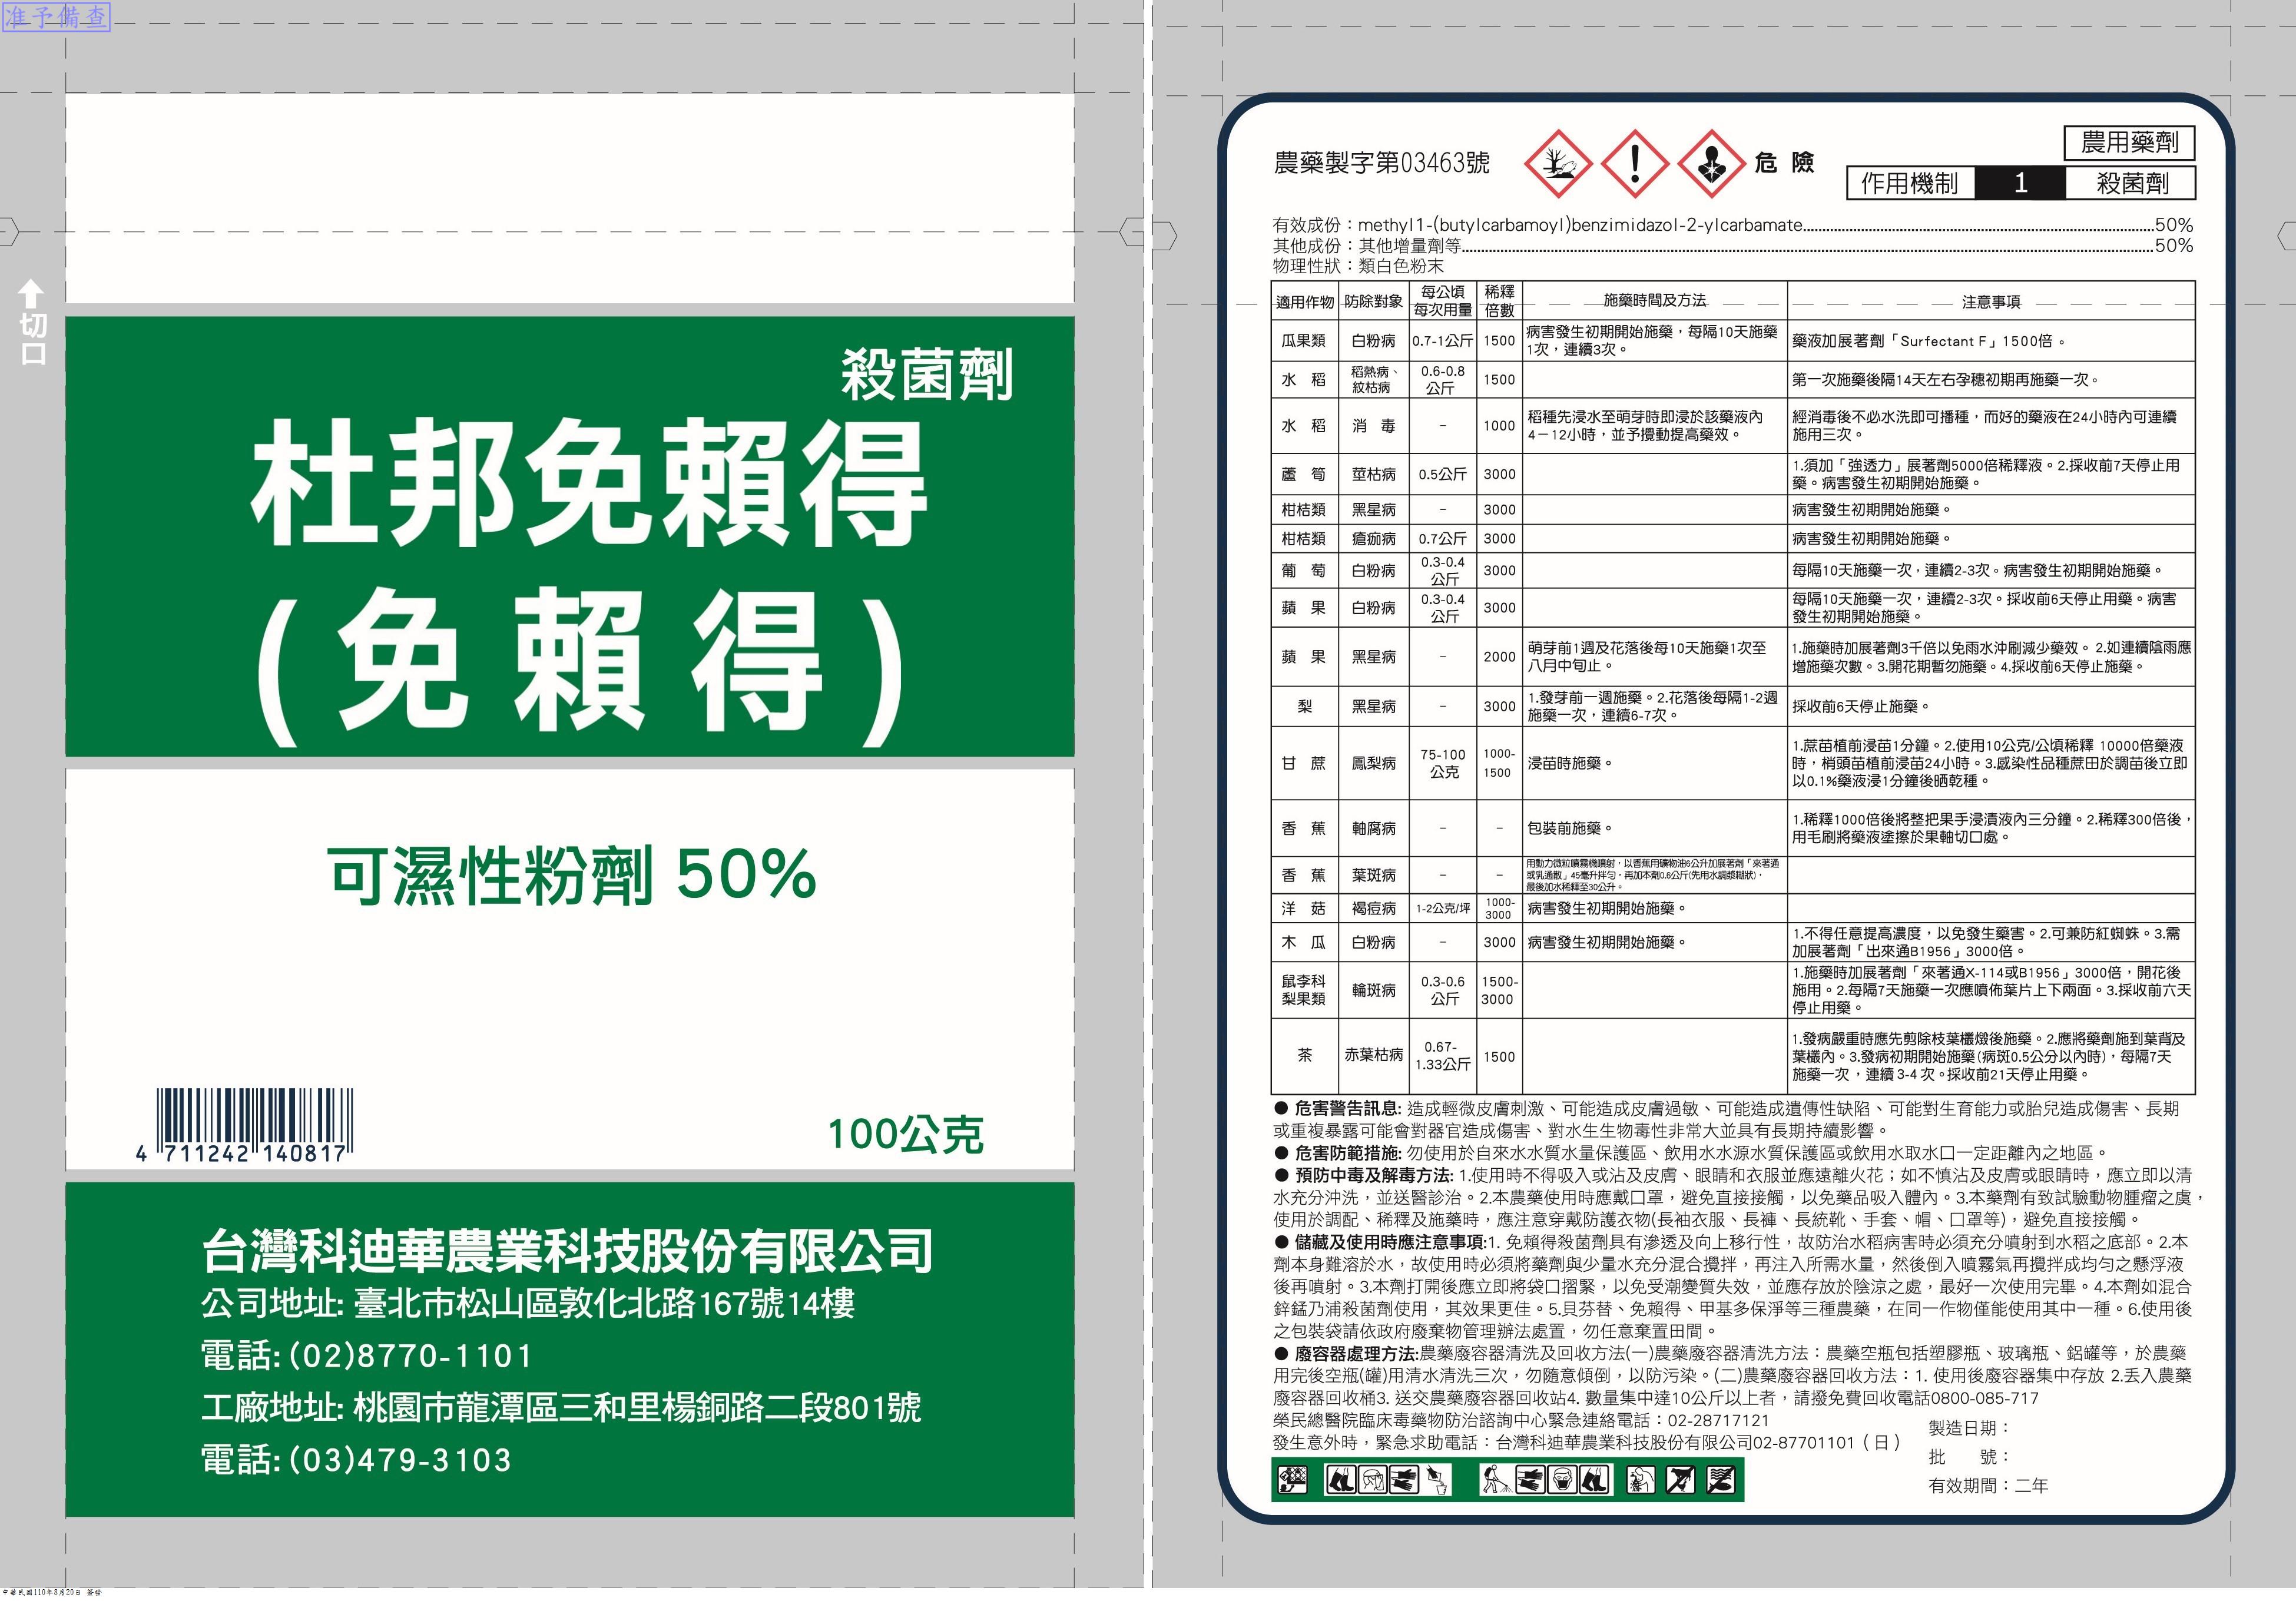 准予備查
切口
殺菌劑
杜邦免賴得
(免賴得)
可濕性粉劑 50%
4 711242 140817
100公克
台灣科迪華農業科技股份有限公司
公司地址: 臺北市松山區敦化北路167號14樓
電話: (02)8770-1101
工廠地址: 桃園市龍潭區三和里楊銅路二段801號
電話: (03)479-3103
中華民國110年8月20日 簽發
農藥製字第03463號
危險
農用藥劑
作用機制 1 殺菌劑
有效成份：methyl1-(butylcarbamoyl)benzimidazol-2-ylcarbamate....50%
其他成份：其他增量劑等....50%
物理性狀：類白色粉末
適用作物 防除對象 每公頃每次用量 稀釋倍數 施藥時間及方法 注意事項
瓜果類 白粉病 0.7-1公斤 1500 病害發生初期開始施藥，每隔10天施藥1次，連續3次。 藥液加展著劑「Surfectant F」1500倍。
水稻 稻熱病、紋枯病 0.6-0.8公斤 1500 第一次施藥後隔14天左右孕穗初期再施藥一次。
水稻 消毒 － 1000 稻種先浸水至萌芽時即浸於該藥液內4－12小時，並予攪動提高藥效。 經消毒後不必水洗即可播種，而好的藥液在24小時內可連續施用三次。
蘆筍 莖枯病 0.5公斤 3000 1.須加「強透力」展著劑5000倍稀釋液。2.採收前7天停止用藥。病害發生初期開始施藥。
柑桔類 黑星病 － 3000 病害發生初期開始施藥。
柑桔類 瘡痂病 0.7公斤 3000 病害發生初期開始施藥。
葡萄 白粉病 0.3-0.4公斤 3000 每隔10天施藥一次，連續2-3次。病害發生初期開始施藥。
蘋果 白粉病 0.3-0.4公斤 3000 每隔10天施藥一次，連續2-3次。採收前6天停止用藥。病害發生初期開始施藥。
蘋果 黑星病 － 2000 萌芽前1週及花落後每10天施藥1次至八月中旬止。 1.施藥時加展著劑3千倍以免雨水沖刷減少藥效。2.如連續陰雨應增施藥次數。3.開花期暫勿施藥。4.採收前6天停止施藥。
梨 黑星病 － 3000 1.發芽前一週施藥。2.花落後每隔1-2週施藥一次，連續6-7次。 採收前6天停止施藥。
甘蔗 鳳梨病 75-100公克 1000-1500 浸苗時施藥。 1.蔗苗植前浸苗1分鐘。2.使用10公克/公頃稀釋 10000倍藥液時，梢頭苗植前浸苗24小時。3.感染性品種蔗田於調苗後立即以0.1%藥液浸1分鐘後晒乾種。
香蕉 軸腐病 － － 包裝前施藥。 1.稀釋1000倍後將整把果手浸漬液內三分鐘。2.稀釋300倍後，用毛刷將藥液塗擦於果軸切口處。
香蕉 葉斑病 － － 用動力微粒噴霧機噴射，以香蕉用礦物油6公升加展著劑「來著通或乳通散」45毫升拌勻，再加本劑0.6公斤(先用水調漿糊狀)，最後加水稀釋至30公升。
洋菇 褐痘病 1-2公克/坪 1000-3000 病害發生初期開始施藥。
木瓜 白粉病 － 3000 病害發生初期開始施藥。 1.不得任意提高濃度，以免發生藥害。2.可兼防紅蜘蛛。3.需加展著劑「出來通B1956」3000倍。
鼠李科梨果類 輪斑病 0.3-0.6公斤 1500-3000 1.施藥時加展著劑「來著通X-114或B1956」3000倍，開花後施用。2.每隔7天施藥一次應噴佈葉片上下兩面。3.採收前六天停止用藥。
茶 赤葉枯病 0.67-1.33公斤 1500 1.發病嚴重時應先剪除枝葉欉燬後施藥。2.應將藥劑施到葉背及葉欉內。3.發病初期開始施藥(病斑0.5公分以內時)，每隔7天施藥一次，連續3-4次。採收前21天停止用藥。
● 危害警告訊息: 造成輕微皮膚刺激、可能造成皮膚過敏、可能造成遺傳性缺陷、可能對生育能力或胎兒造成傷害、長期
或重複暴露可能會對器官造成傷害、對水生生物毒性非常大並具有長期持續影響。
● 危害防範措施: 勿使用於自來水水質水量保護區、飲用水水源水質保護區或飲用水取水口一定距離內之地區。
● 預防中毒及解毒方法: 1.使用時不得吸入或沾及皮膚、眼睛和衣服並應遠離火花；如不慎沾及皮膚或眼睛時，應立即以清
水充分沖洗，並送醫診治。2.本農藥使用時應戴口罩，避免直接接觸，以免藥品吸入體內。3.本藥劑有致試驗動物腫瘤之虞，
使用於調配、稀釋及施藥時，應注意穿戴防護衣物(長袖衣服、長褲、長統靴、手套、帽、口罩等)，避免直接接觸。
● 儲藏及使用時應注意事項:1. 免賴得殺菌劑具有滲透及向上移行性，故防治水稻病害時必須充分噴射到水稻之底部。2.本
劑本身難溶於水，故使用時必須將藥劑與少量水充分混合攪拌，再注入所需水量，然後倒入噴霧氣再攪拌成均勻之懸浮液
後再噴射。3.本劑打開後應立即將袋口摺緊，以免受潮變質失效，並應存放於陰涼之處，最好一次使用完畢。4.本劑如混合
鋅錳乃浦殺菌劑使用，其效果更佳。5.貝芬替、免賴得、甲基多保淨等三種農藥，在同一作物僅能使用其中一種。6.使用後
之包裝袋請依政府廢棄物管理辦法處置，勿任意棄置田間。
● 廢容器處理方法:農藥廢容器清洗及回收方法(一)農藥廢容器清洗方法：農藥空瓶包括塑膠瓶、玻璃瓶、鋁罐等，於農藥
用完後空瓶(罐)用清水清洗三次，勿隨意傾倒，以防污染。(二)農藥廢容器回收方法：1. 使用後廢容器集中存放 2.丟入農藥
廢容器回收桶3. 送交農藥廢容器回收站4. 數量集中達10公斤以上者，請撥免費回收電話0800-085-717
榮民總醫院臨床毒藥物防治諮詢中心緊急連絡電話：02-28717121
發生意外時，緊急求助電話：台灣科迪華農業科技股份有限公司02-87701101（日）
製造日期：
批　號：
有效期間：二年